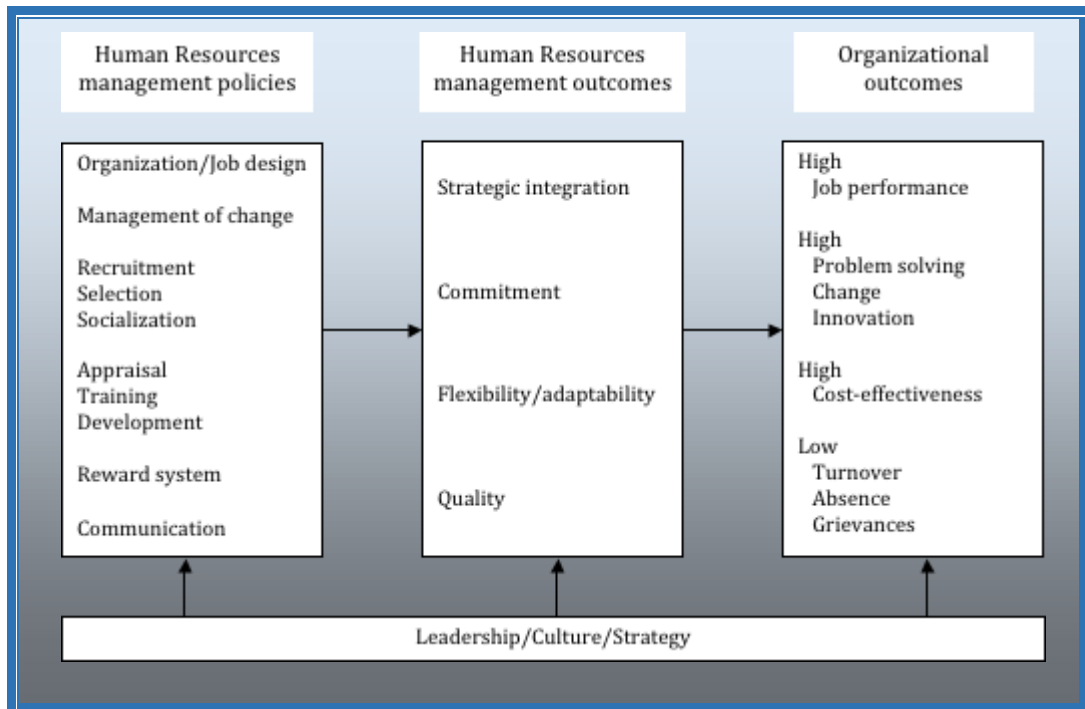 Human Resources
management policies
Human Resources
management outcomes
Organizational
outcomes
Organization/Job design
Management of change
Recruitment
Selection
Socialization
Appraisal
Training
Development
Reward system
Communication
Strategic integration
Commitment
Flexibility/adaptability
Quality
High
Job performance
High
Problem solving
Change
Innovation
High
Cost-effectiveness
Low
Turnover
Absence
Grievances
Leadership/Culture/Strategy